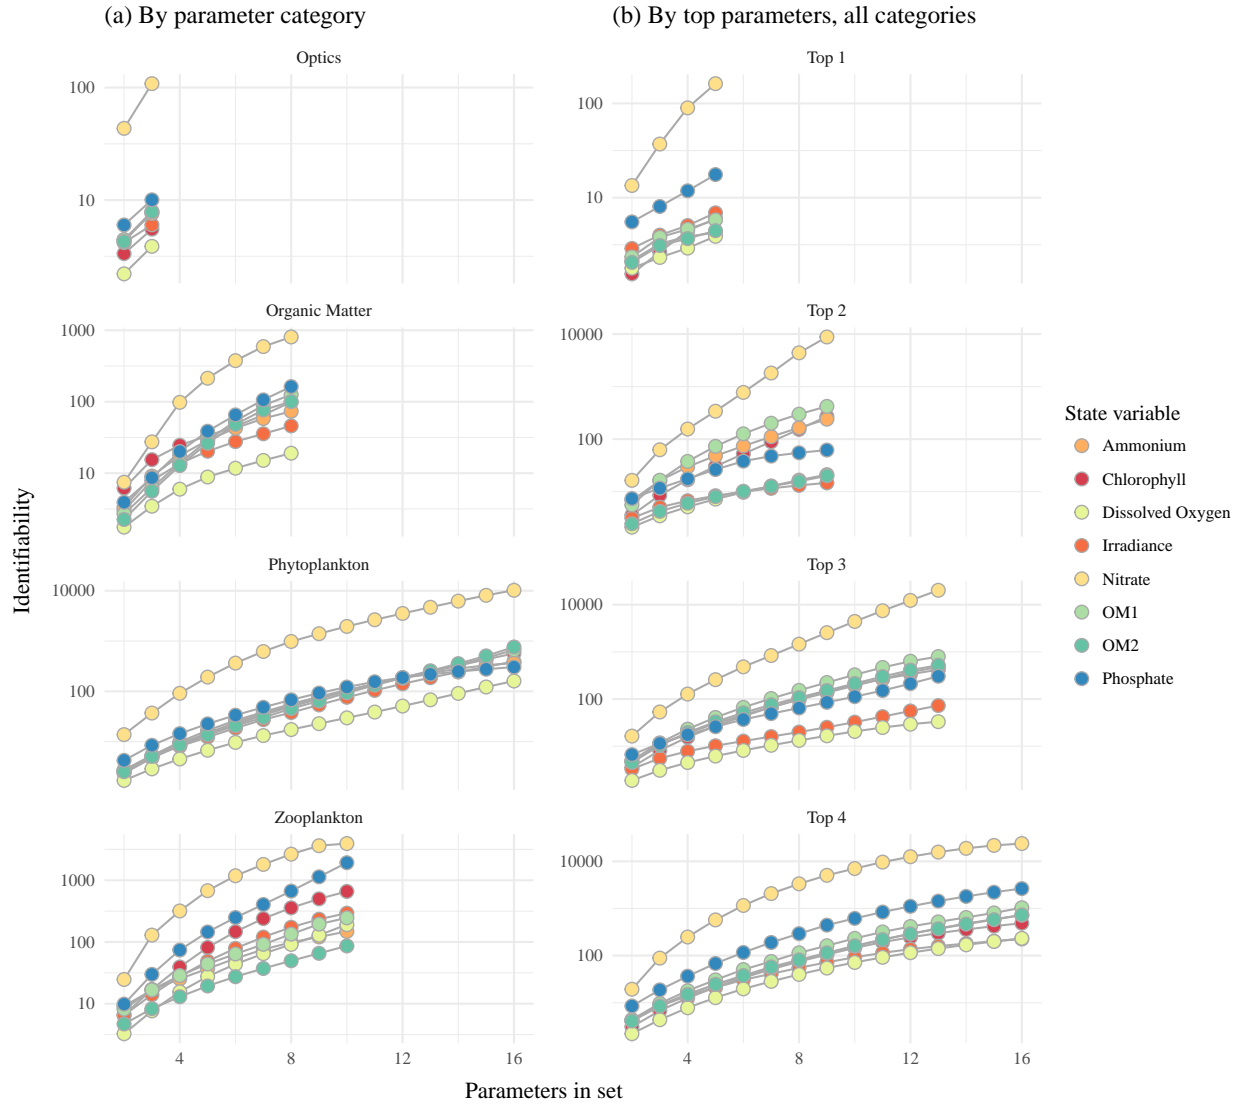 (a) By parameter category
(b) By top parameters, all categories
Optics
100
10
Organic Matter
1000
100
10
Phytoplankton
10000
100
Zooplankton
1000
100
10
4
8
12
16
Top 1
100
10
Top 2
10000
100
Top 3
10000
100
Top 4
10000
100
4
8
12
16
Identifiability
Parameters in set
State variable
Ammonium
Chlorophyll
Dissolved Oxygen
Irradiance
Nitrate
OM1
OM2
Phosphate